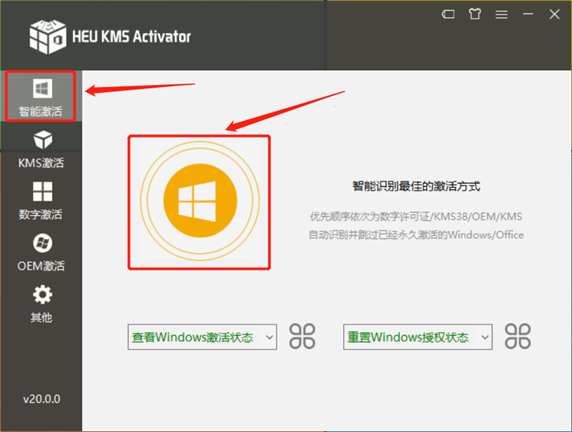 HEU KMS Activator
智能激活
KMS激活
数字激活
OEM激活
其他
v20.0.0
智能识别最佳的激活方式
优先顺序依次为数字许可证/KMS38/OEM/KMS
自动识别并跳过已经永久激活的Windows/Office
查看Windows激活状态
重置Windows授权状态